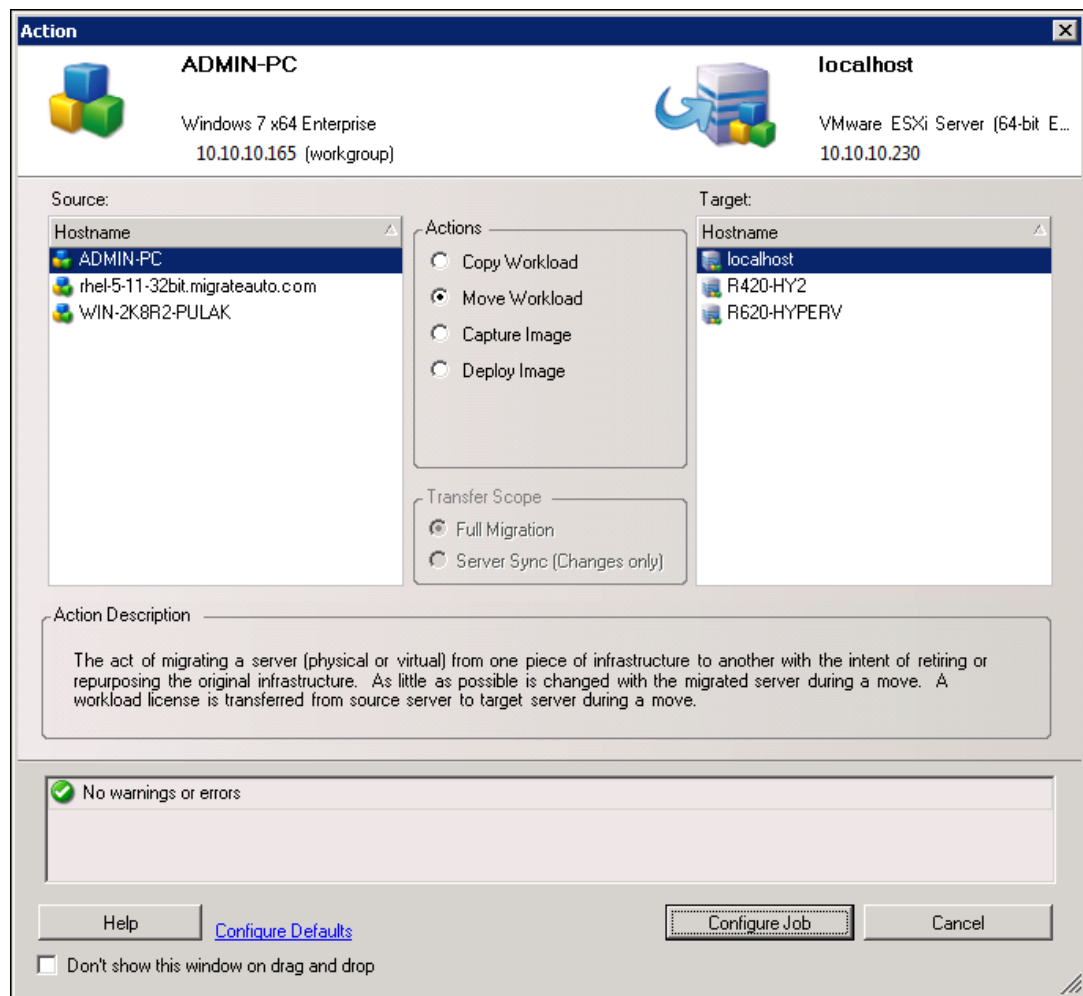 Action
ADMIN-PC
Windows 7 x64 Enterprise
10.10.10.165 (workgroup)
localhost
VMware ESXi Server (64-bit E...
10.10.10.230
Source:
Hostname
ADMIN-PC
rhel-5-11-32bit.migrateauto.com
WIN-2K8R2-PULAK
Actions
Copy Workload
Move Workload
Capture Image
Deploy Image
Transfer Scope
Full Migration
Server Sync (Changes only)
Target:
Hostname
localhost
R420-HY2
R620-HYPERV
Action Description
The act of migrating a server (physical or virtual) from one piece of infrastructure to another with the intent of retiring or
repurposing the original infrastructure. As little as possible is changed with the migrated server during a move. A
workload license is transferred from source server to target server during a move.
No warnings or errors
Help
Configure Defaults
Configure Job
Cancel
Don't show this window on drag and drop